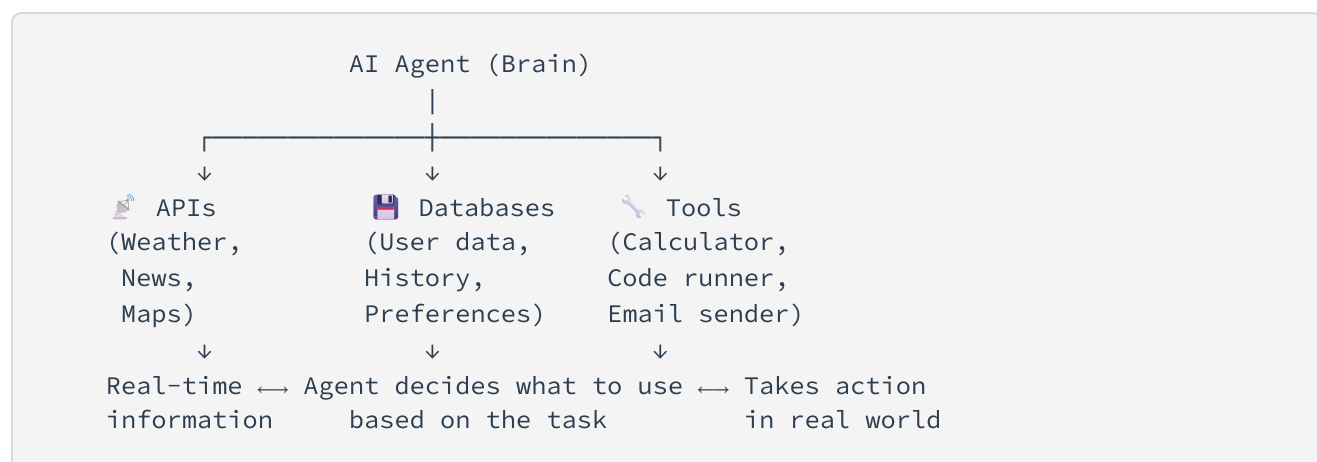 AI Agent (Brain)
APIs Databases Tools
(Weather, (User data, (Calculator,
News, History, Code runner,
Maps) Preferences) Email sender)
Real-time ←→ Agent decides what to use ←→ Takes action
information based on the task in real world